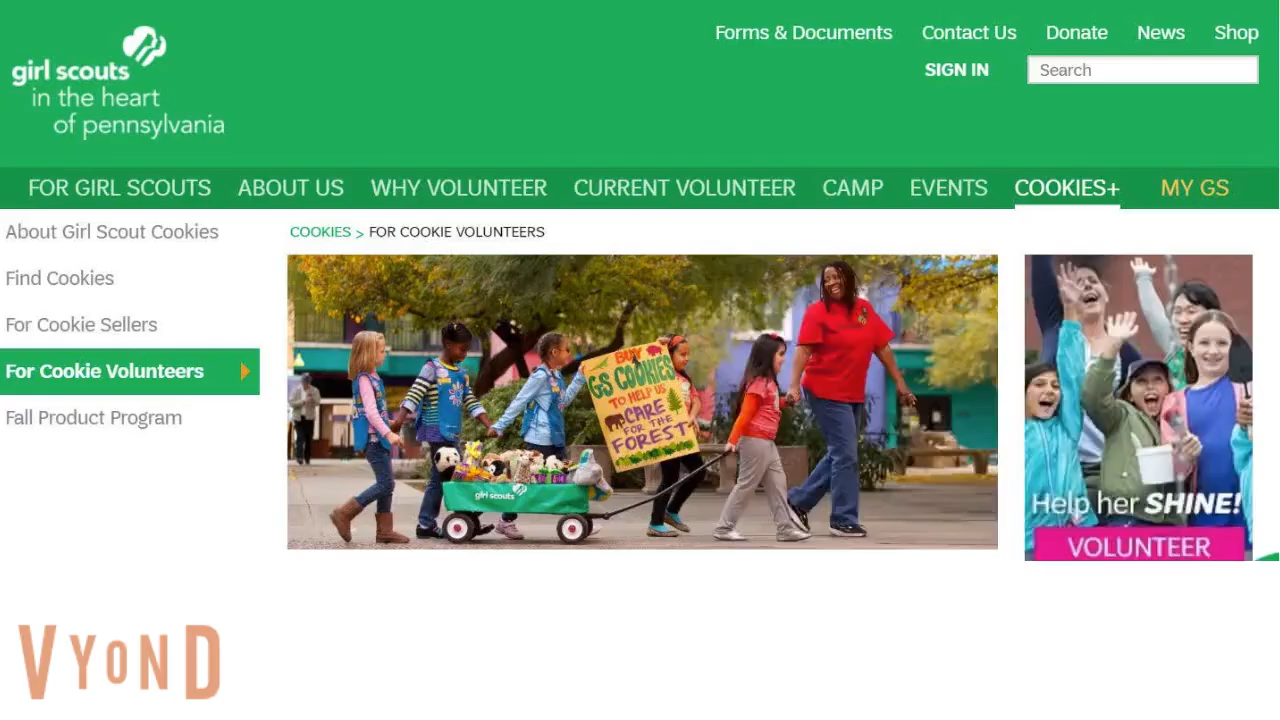 girl scouts
in the heart
of pennsylvania
Forms & Documents Contact Us Donate News Shop
SIGN IN Search
FOR GIRL SCOUTS ABOUT US WHY VOLUNTEER CURRENT VOLUNTEER CAMP EVENTS COOKIES+ MY GS
About Girl Scout Cookies
Find Cookies
For Cookie Sellers
For Cookie Volunteers
Fall Product Program
COOKIES > FOR COOKIE VOLUNTEERS
BUY
GS COOKIES
TO HELP US
CARE
FOR THE
FOREST
girl scouts
Help her SHINE!
VOLUNTEER
VYOND